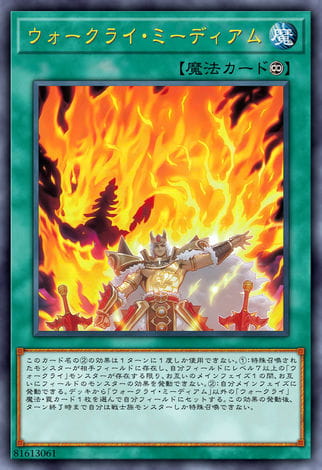 ウォークライ・ミーディアム 魔
【魔法カード】
このカード名の②の効果は１ターンに１度しか使用できない。①：特殊召喚され
たモンスターが相手フィールドに存在し、自分フィールドにレベル７以上の「ウ
ォークライ」モンスターが存在する限り、お互いのメインフェイズ１の間、お互
いにフィールドのモンスターの効果を発動できない。②：自分メインフェイズに
発動できる。デッキから「ウォークライ・ミーディアム」以外の「ウォークライ」
魔法・罠カード１枚を選んで自分フィールドにセットする。この効果の発動後、
ターン終了時まで自分は戦士族モンスターしか特殊召喚できない。
81613061